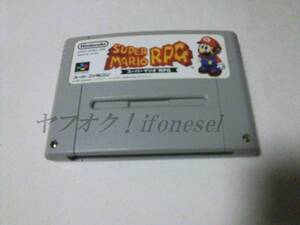 Nintendo
SUPER
MARIO RPG
スーパーマリオRPG
スーパーファミコン
ヤフオク！ifonesel